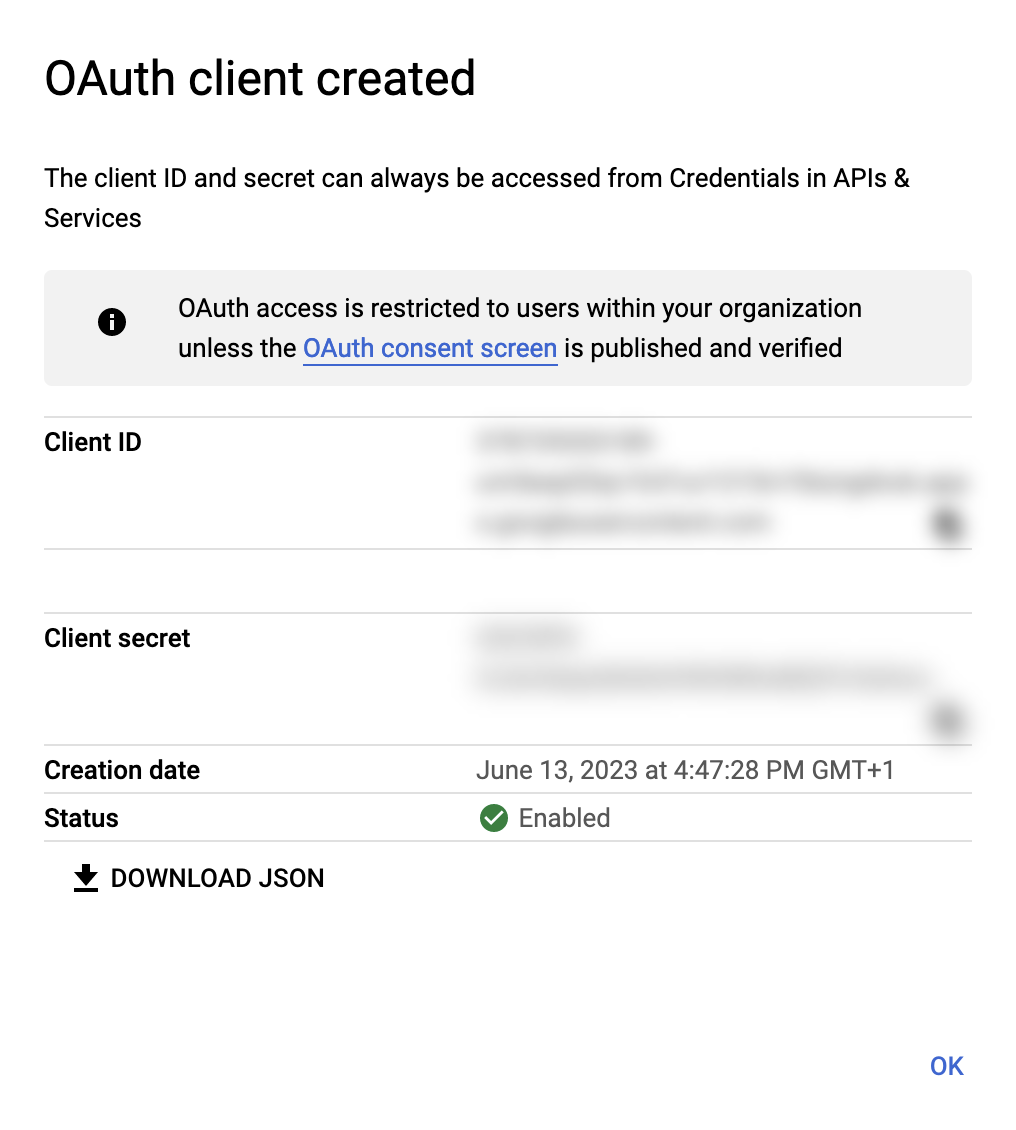 OAuth client created
The client ID and secret can always be accessed from Credentials in APIs &
Services
OAuth access is restricted to users within your organization
unless the OAuth consent screen is published and verified
Client ID
Client secret
Creation date June 13, 2023 at 4:47:28 PM GMT+1
Status Enabled
DOWNLOAD JSON
OK